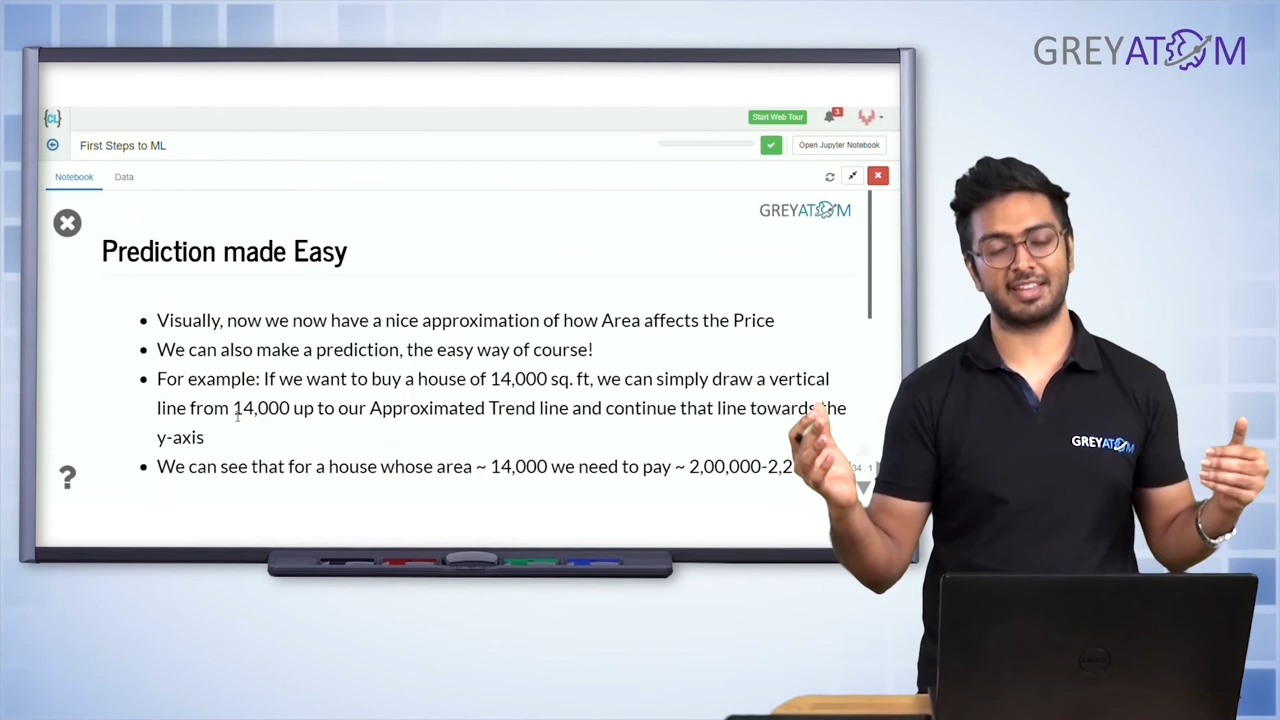 GREYATOM
{CL}
Start Web Tour
3
First Steps to ML
Open Jupyter Notebook
Notebook Data
GREYATOM
Prediction made Easy
• Visually, now we now have a nice approximation of how Area affects the Price
• We can also make a prediction, the easy way of course!
• For example: If we want to buy a house of 14,000 sq. ft, we can simply draw a vertical
line from 14,000 up to our Approximated Trend line and continue that line towards the
y-axis
• We can see that for a house whose area ~ 14,000 we need to pay ~ 2,00,000-2,2
?
34.1
GREYATOM
DELL